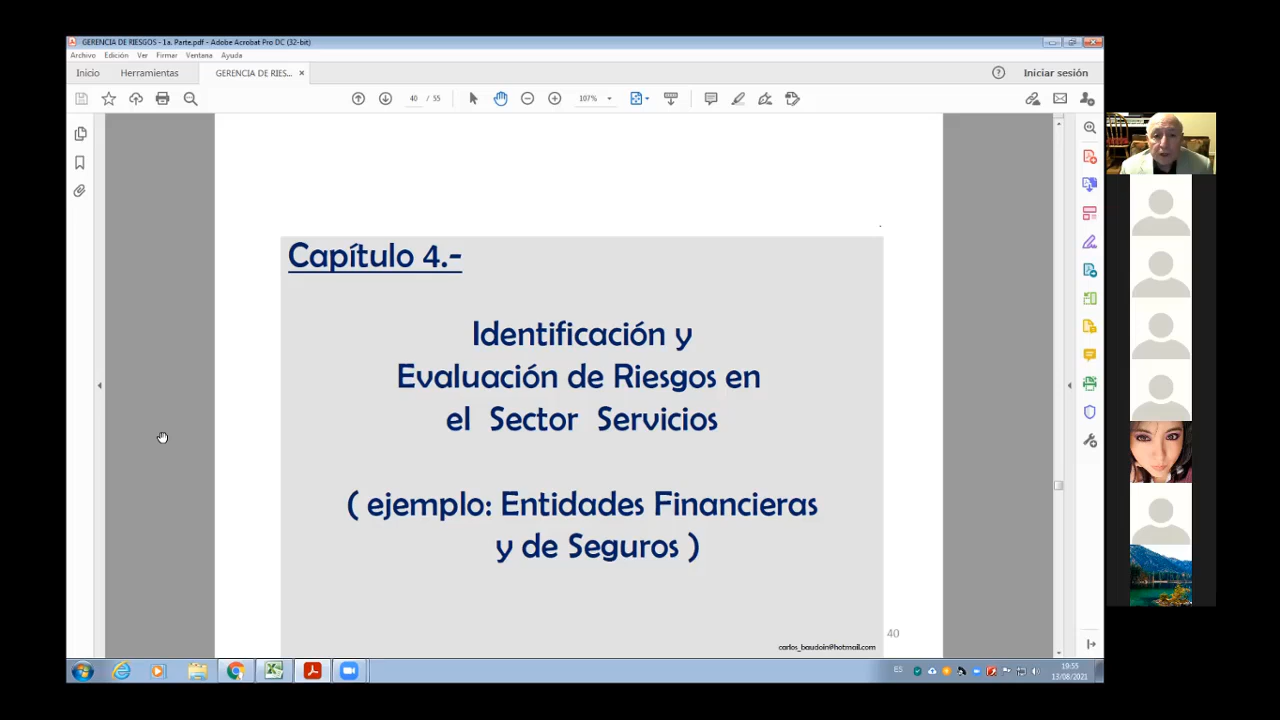 GERENCIA DE RIESGOS - 1a. Parte.pdf - Adobe Acrobat Pro DC (32-bit)
Archivo Edición Ver Firmar Ventana Ayuda
Inicio Herramientas GERENCIA DE RIES... Iniciar sesión
40 / 55 107%
Capítulo 4.-
Identificación y
Evaluación de Riesgos en
el Sector Servicios
( ejemplo: Entidades Financieras
y de Seguros )
40
carlos_baudoin@hotmail.com
ES 19:55
13/08/2021